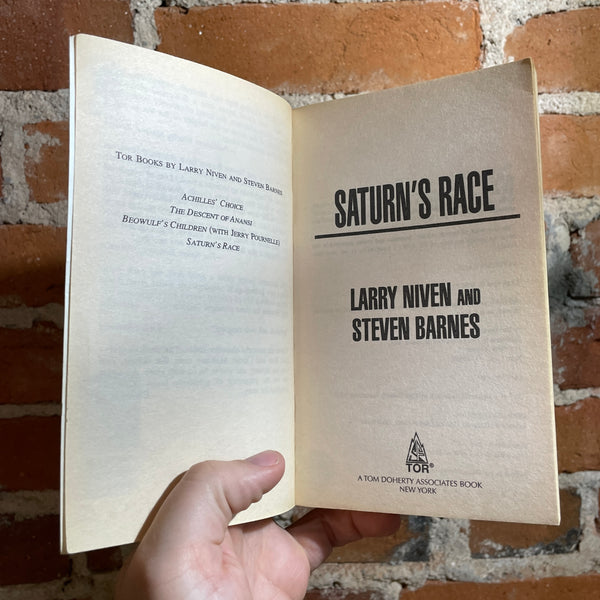 TOR BOOKS BY LARRY NIVEN AND STEVEN BARNES
ACHILLES' CHOICE
THE DESCENT OF ANANSI
BEOWULF'S CHILDREN (WITH JERRY POURNELLE)
SATURN'S RACE
SATURN'S RACE
LARRY NIVEN AND
STEVEN BARNES
TOR®
A TOM DOHERTY ASSOCIATES BOOK
NEW YORK